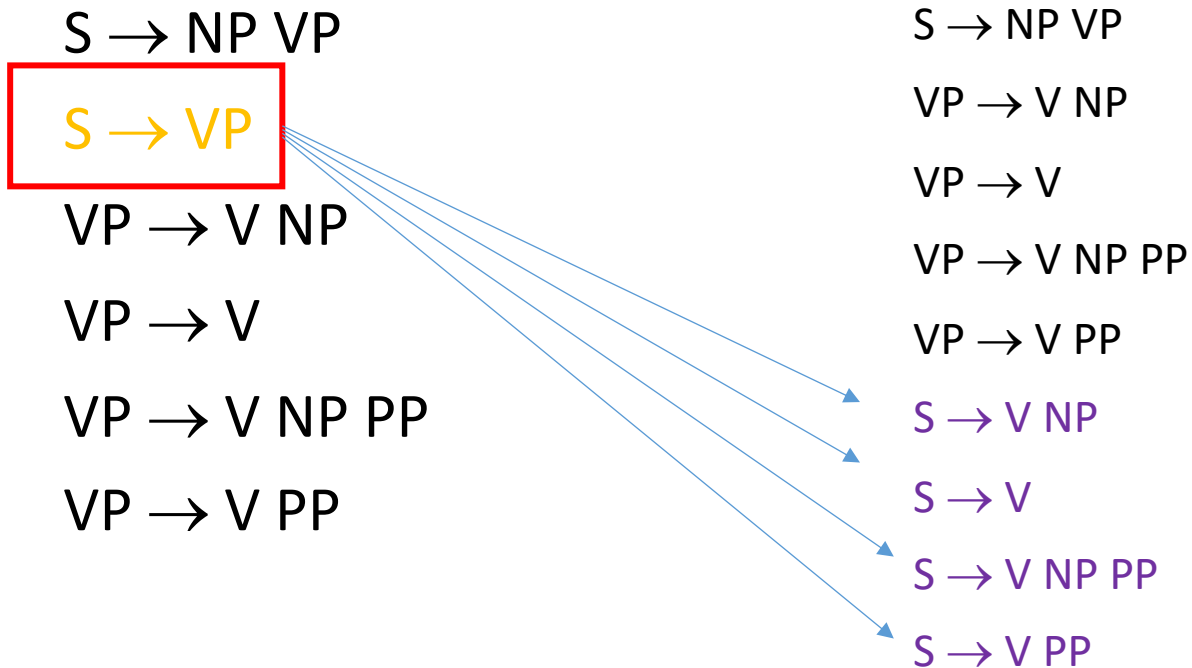 S → NP VP
S → VP
VP → V NP
VP → V
VP → V NP PP
VP → V PP
S → NP VP
VP → V NP
VP → V
VP → V NP PP
VP → V PP
S → V NP
S → V
S → V NP PP
S → V PP